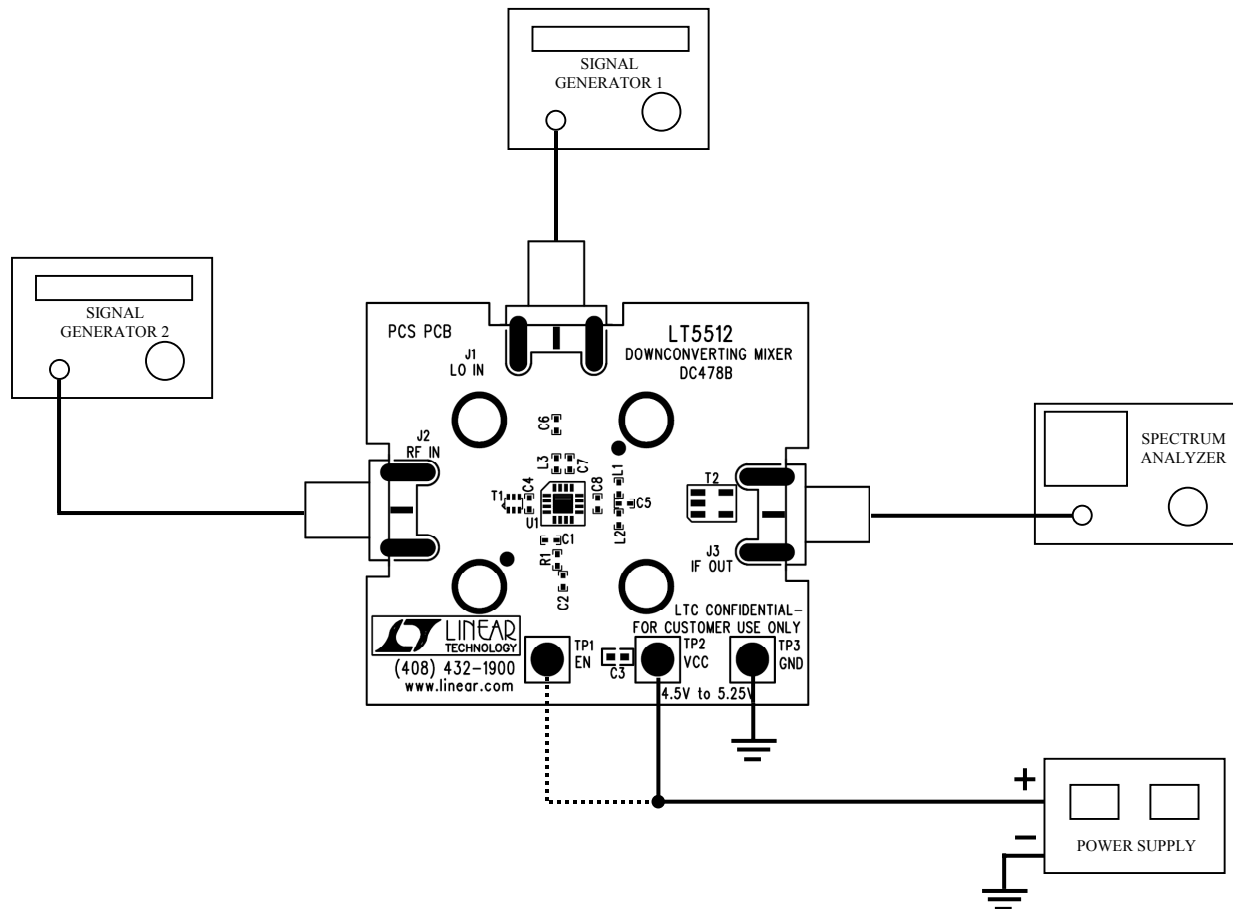 SIGNAL
GENERATOR 1
SIGNAL
GENERATOR 2
PCS PCB
J1
LO IN
LT5512
DOWNCONVERTING MIXER
DC478B
J2
RF IN
C6
L3
C7
L1
T1
C4
C8
C5
T2
U1
L2
C1
R1
C2
J3
IF OUT
SPECTRUM
ANALYZER
LTC CONFIDENTIAL-
FOR CUSTOMER USE ONLY
LINEAR
TECHNOLOGY
(408) 432-1900
www.linear.com
TP1
EN
C3
TP2
VCC
TP3
GND
4.5V to 5.25V
+
−
POWER SUPPLY